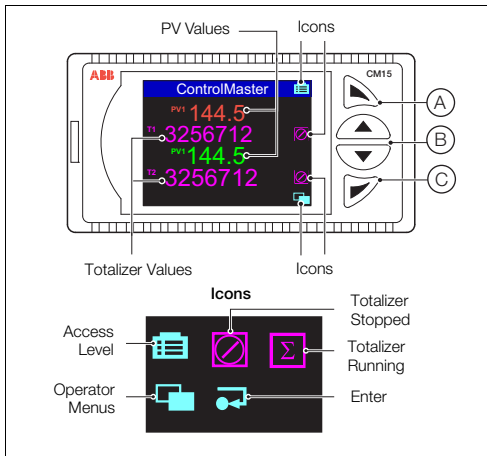 PV Values
Icons
ABB
CM15
ControlMaster
PV1 144.5
T1 3256712
PV1 144.5
T2 3256712
A
B
C
Totalizer Values
Icons
Icons
Access Level
Totalizer Stopped
Σ
Totalizer Running
Operator Menus
Enter